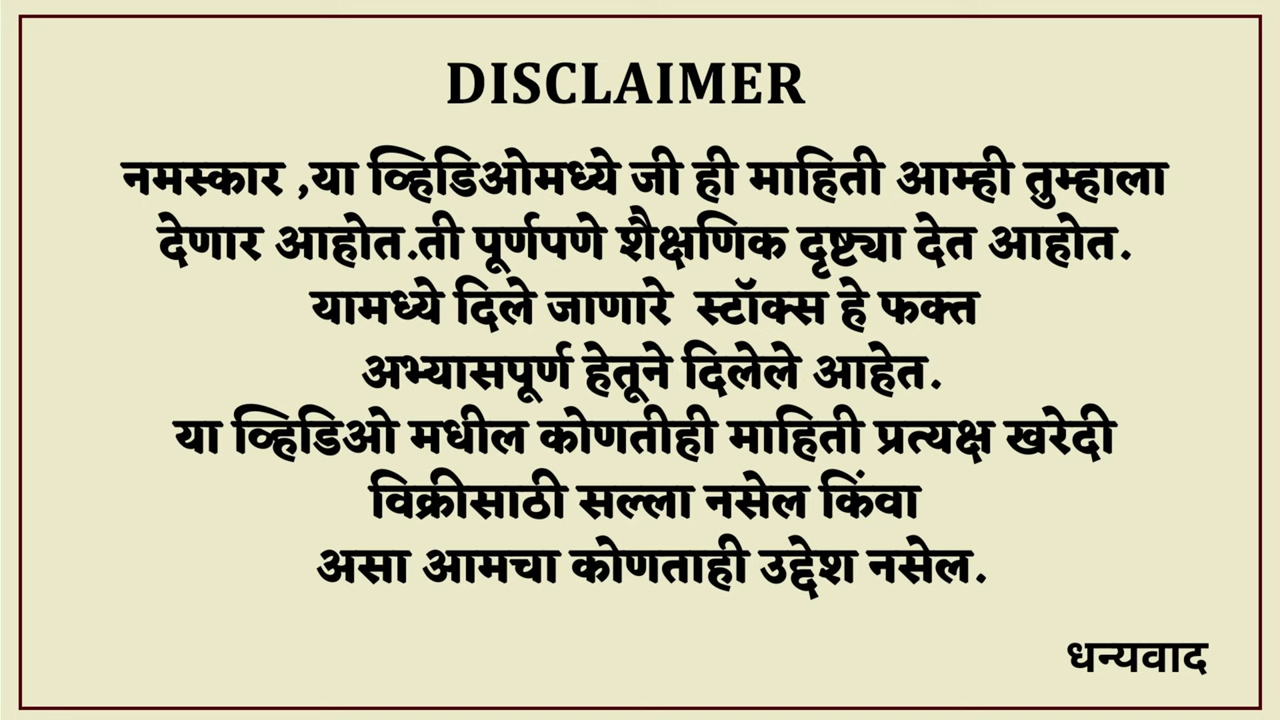 DISCLAIMER
नमस्कार ,या व्हिडिओमध्ये जी ही माहिती आम्ही तुम्हाला
देणार आहोत.ती पूर्णपणे शैक्षणिक दृष्ट्या देत आहोत.
यामध्ये दिले जाणारे स्टॉक्स हे फक्त
अभ्यासपूर्ण हेतूने दिलेले आहेत.
या व्हिडिओ मधील कोणतीही माहिती प्रत्यक्ष खरेदी
विक्रीसाठी सल्ला नसेल किंवा
असा आमचा कोणताही उद्देश नसेल.
धन्यवाद